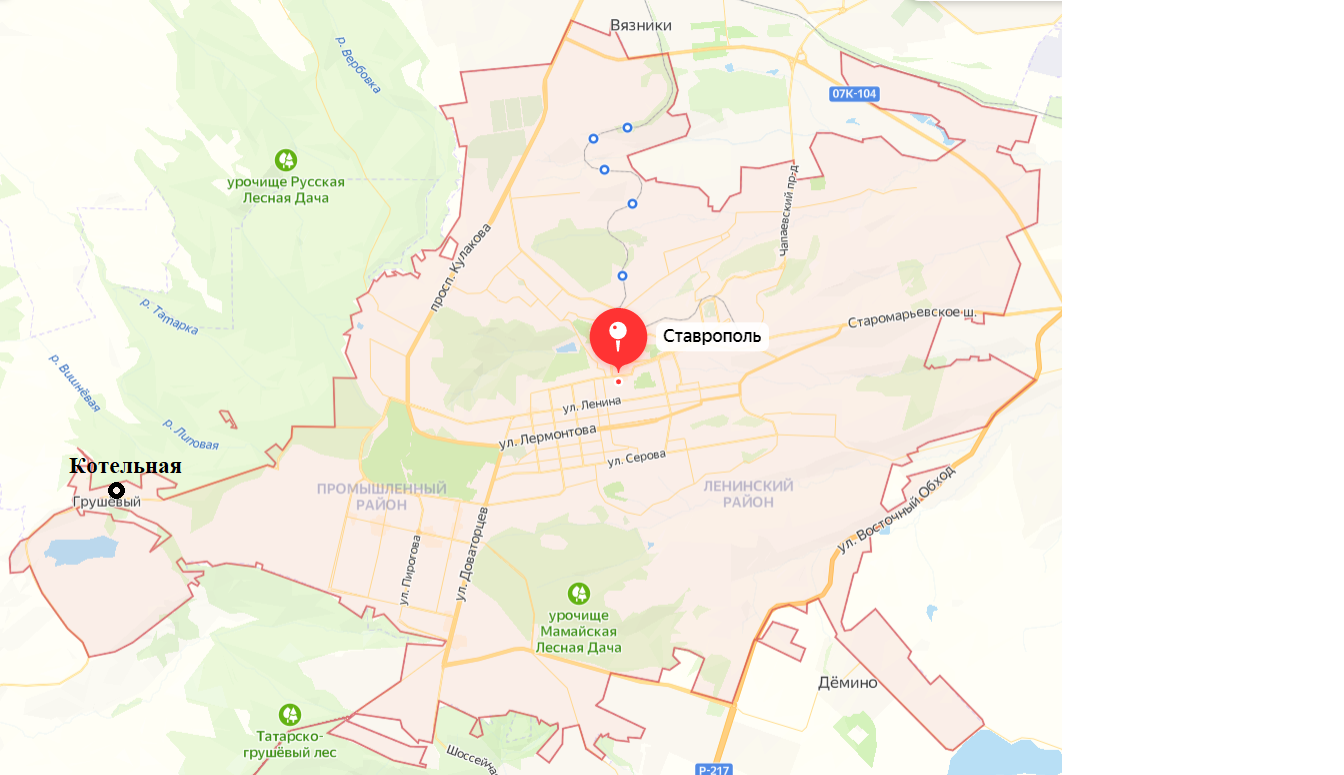 Вязники
р. Вербовка
07К-104
урочище Русская
Лесная Дача
Чапаевский пр-д
просп. Кулакова
р. Татарка
Старомарьевское ш.
Ставрополь
р. Вишнёвая
ул. Ленина
р. Липовая
ул. Лермонтова
ул. Серова
Котельная
Грушёвый
ПРОМЫШЛЕННЫЙ
РАЙОН
ЛЕНИНСКИЙ
РАЙОН
ул. Восточный Обход
ул. Доваторцев
ул. Пирогова
урочище
Мамайская
Лесная Дача
Дёмино
Татарско-
грушёвый лес
Р-217